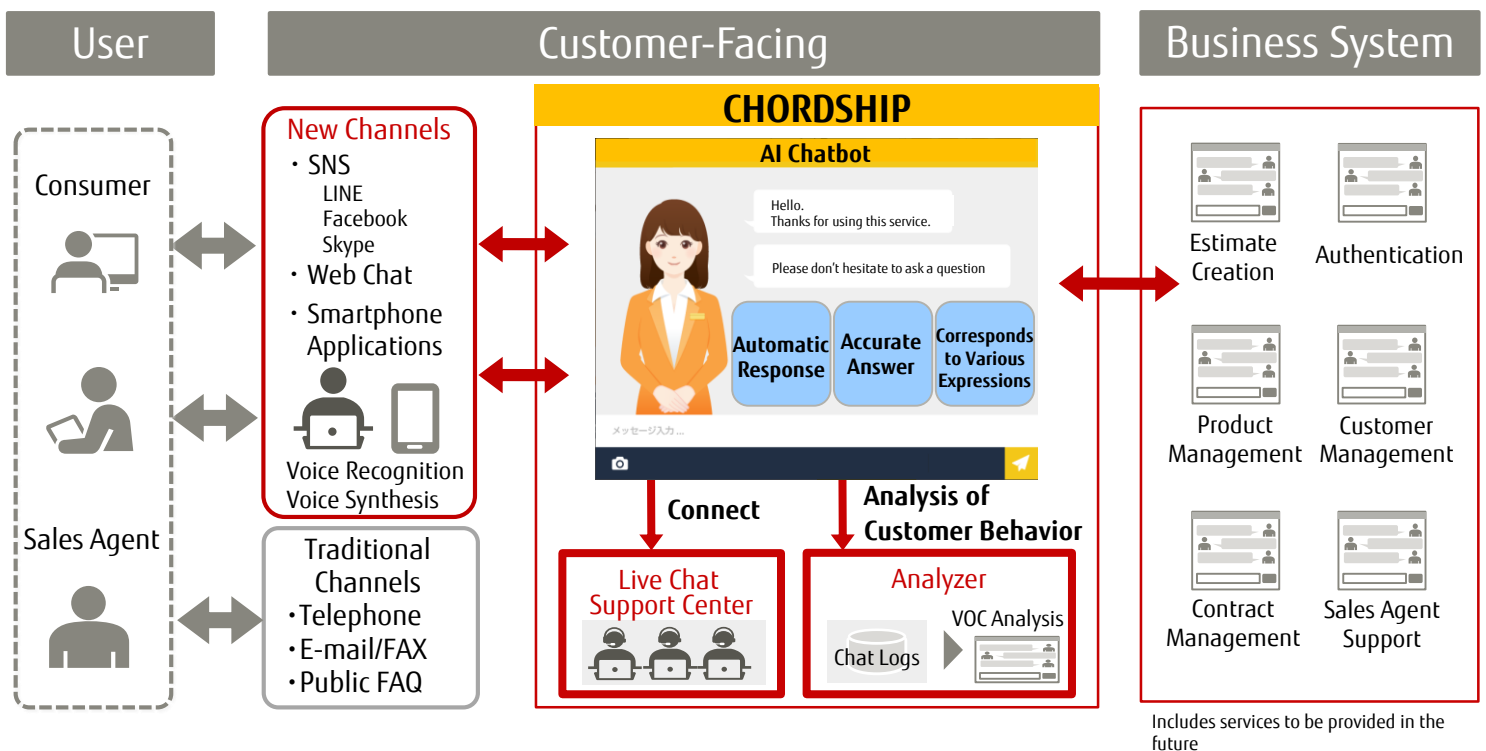 User
Customer-Facing
Business System
Consumer
Sales Agent
New Channels
・SNS
LINE
Facebook
Skype
・Web Chat
・Smartphone
Applications
Voice Recognition
Voice Synthesis
Traditional
Channels
・Telephone
・E-mail/FAX
・Public FAQ
CHORDSHIP
AI Chatbot
Hello.
Thanks for using this service.
Please don't hesitate to ask a question
Automatic
Response
Accurate
Answer
Corresponds
to Various
Expressions
メッセージ入力 ...
Connect
Analysis of
Customer Behavior
Live Chat
Support Center
Analyzer
VOC Analysis
Chat Logs
Estimate
Creation
Authentication
Product
Management
Customer
Management
Contract
Management
Sales Agent
Support
Includes services to be provided in the
future